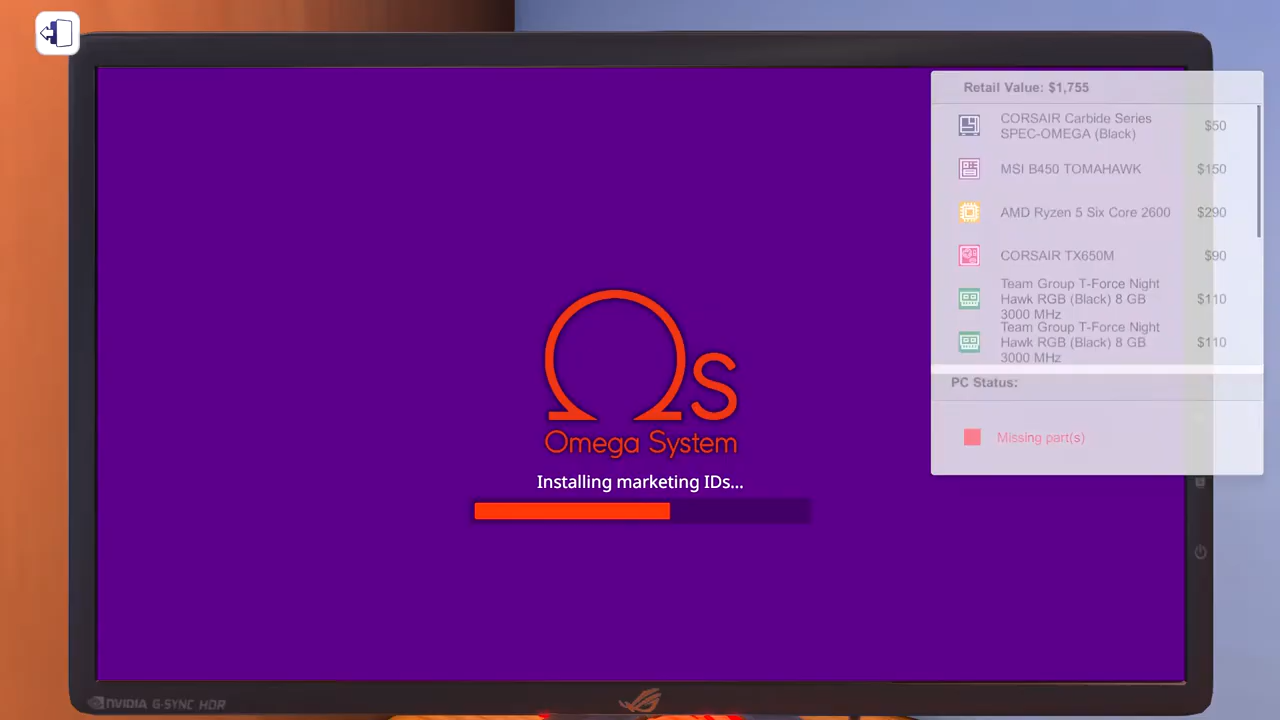 Retail Value: $1,755
CORSAIR Carbide Series
SPEC-OMEGA (Black)
$50
MSI B450 TOMAHAWK
$150
AMD Ryzen 5 Six Core 2600
$290
CORSAIR TX650M
$90
Team Group T-Force Night
Hawk RGB (Black) 8 GB
3000 MHz
$110
Team Group T-Force Night
Hawk RGB (Black) 8 GB
3000 MHz
$110
PC Status:
Missing part(s)
Ωs
Omega System
Installing marketing IDs...
NVIDIA G-SYNC HDR